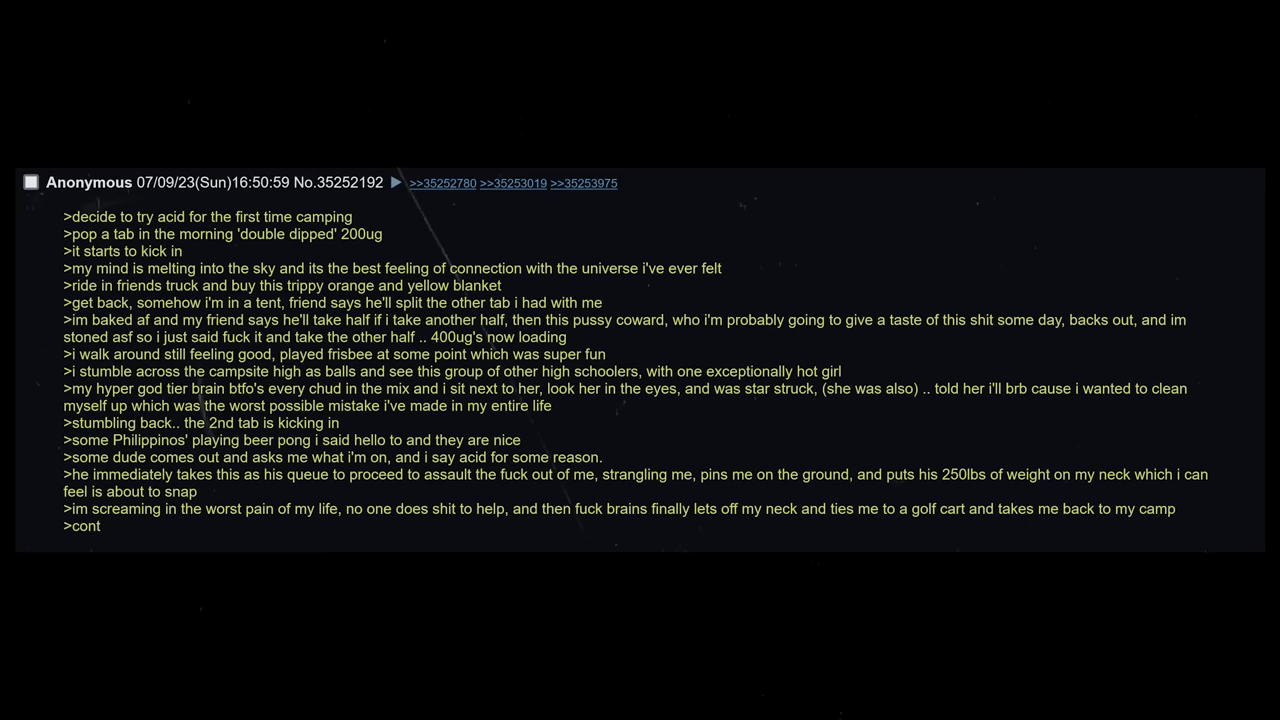 Anonymous 07/09/23(Sun)16:50:59 No.35252192 ▶ >>35252780 >>35253019 >>35253975
>decide to try acid for the first time camping
>pop a tab in the morning 'double dipped' 200ug
>it starts to kick in
>my mind is melting into the sky and its the best feeling of connection with the universe i've ever felt
>ride in friends truck and buy this trippy orange and yellow blanket
>get back, somehow i'm in a tent, friend says he'll split the other tab i had with me
>im baked af and my friend says he'll take half if i take another half, then this pussy coward, who i'm probably going to give a taste of this shit some day, backs out, and im
stoned asf so i just said fuck it and take the other half .. 400ug's now loading
>i walk around still feeling good, played frisbee at some point which was super fun
>i stumble across the campsite high as balls and see this group of other high schoolers, with one exceptionally hot girl
>my hyper god tier brain btfo's every chud in the mix and i sit next to her, look her in the eyes, and was star struck, (she was also) .. told her i'll brb cause i wanted to clean
myself up which was the worst possible mistake i've made in my entire life
>stumbling back.. the 2nd tab is kicking in
>some Philippinos' playing beer pong i said hello to and they are nice
>some dude comes out and asks me what i'm on, and i say acid for some reason.
>he immediately takes this as his queue to proceed to assault the fuck out of me, strangling me, pins me on the ground, and puts his 250lbs of weight on my neck which i can
feel is about to snap
>im screaming in the worst pain of my life, no one does shit to help, and then fuck brains finally lets off my neck and ties me to a golf cart and takes me back to my camp
>cont